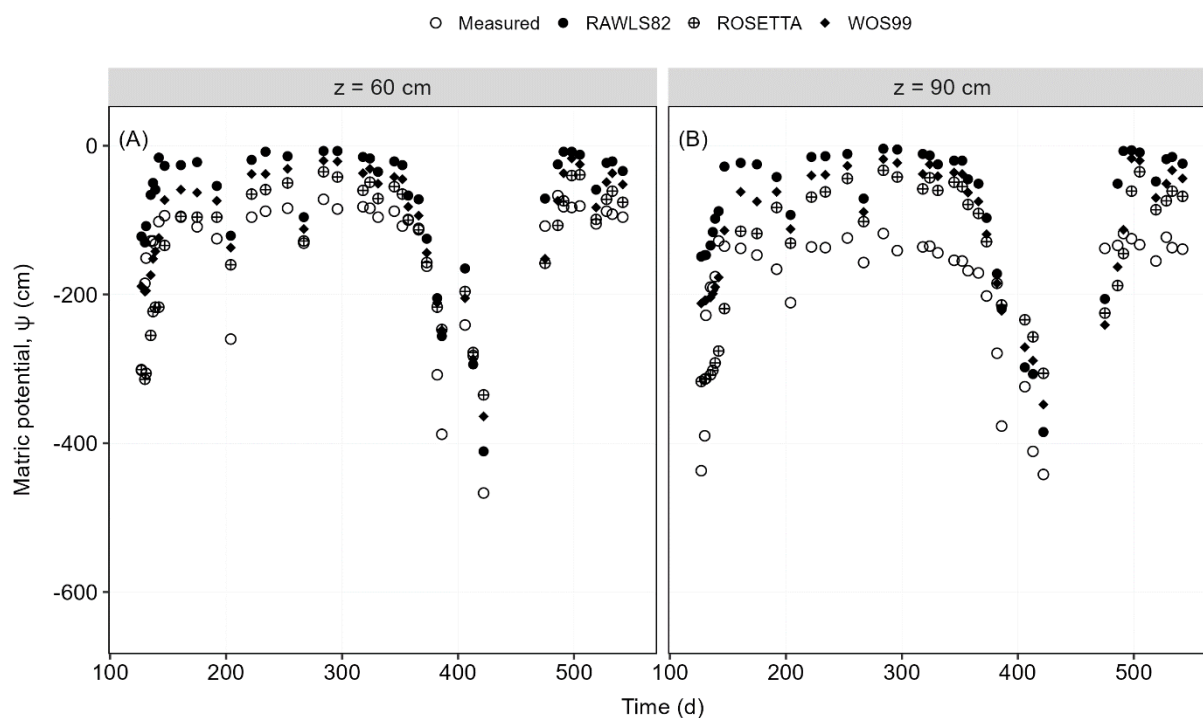 Measured RAWLS82 ROSETTA WOS99
z = 60 cm
z = 90 cm
(A)
(B)
Matric potential, ψ (cm)
0
-200
-400
-600
100 200 300 400 500
100 200 300 400 500
Time (d)